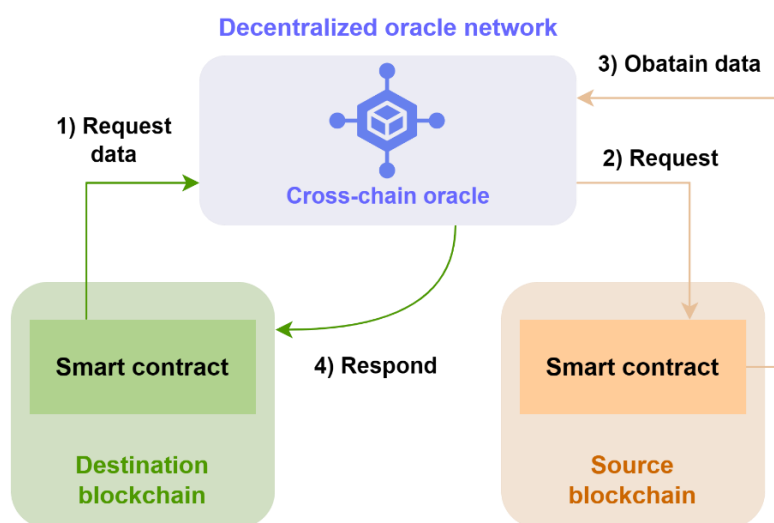 Decentralized oracle network
3) Obatain data
1) Request
data
2) Request
Cross-chain oracle
Smart contract
4) Respond
Smart contract
Destination
blockchain
Source
blockchain